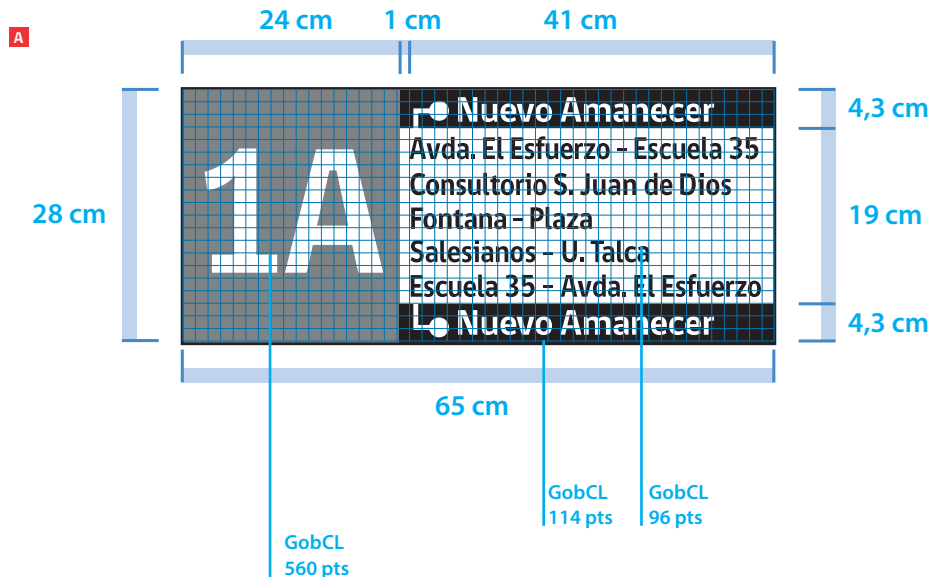 24 cm 1 cm 41 cm
A
Nuevo Amanecer
4,3 cm
1A
Avda. El Esfuerzo – Escuela 35
Consultorio S. Juan de Dios
28 cm
Fontana – Plaza
19 cm
Salesianos – U. Talca
Escuela 35 – Avda. El Esfuerzo
Nuevo Amanecer
4,3 cm
65 cm
GobCL
114 pts
GobCL
96 pts
GobCL
560 pts